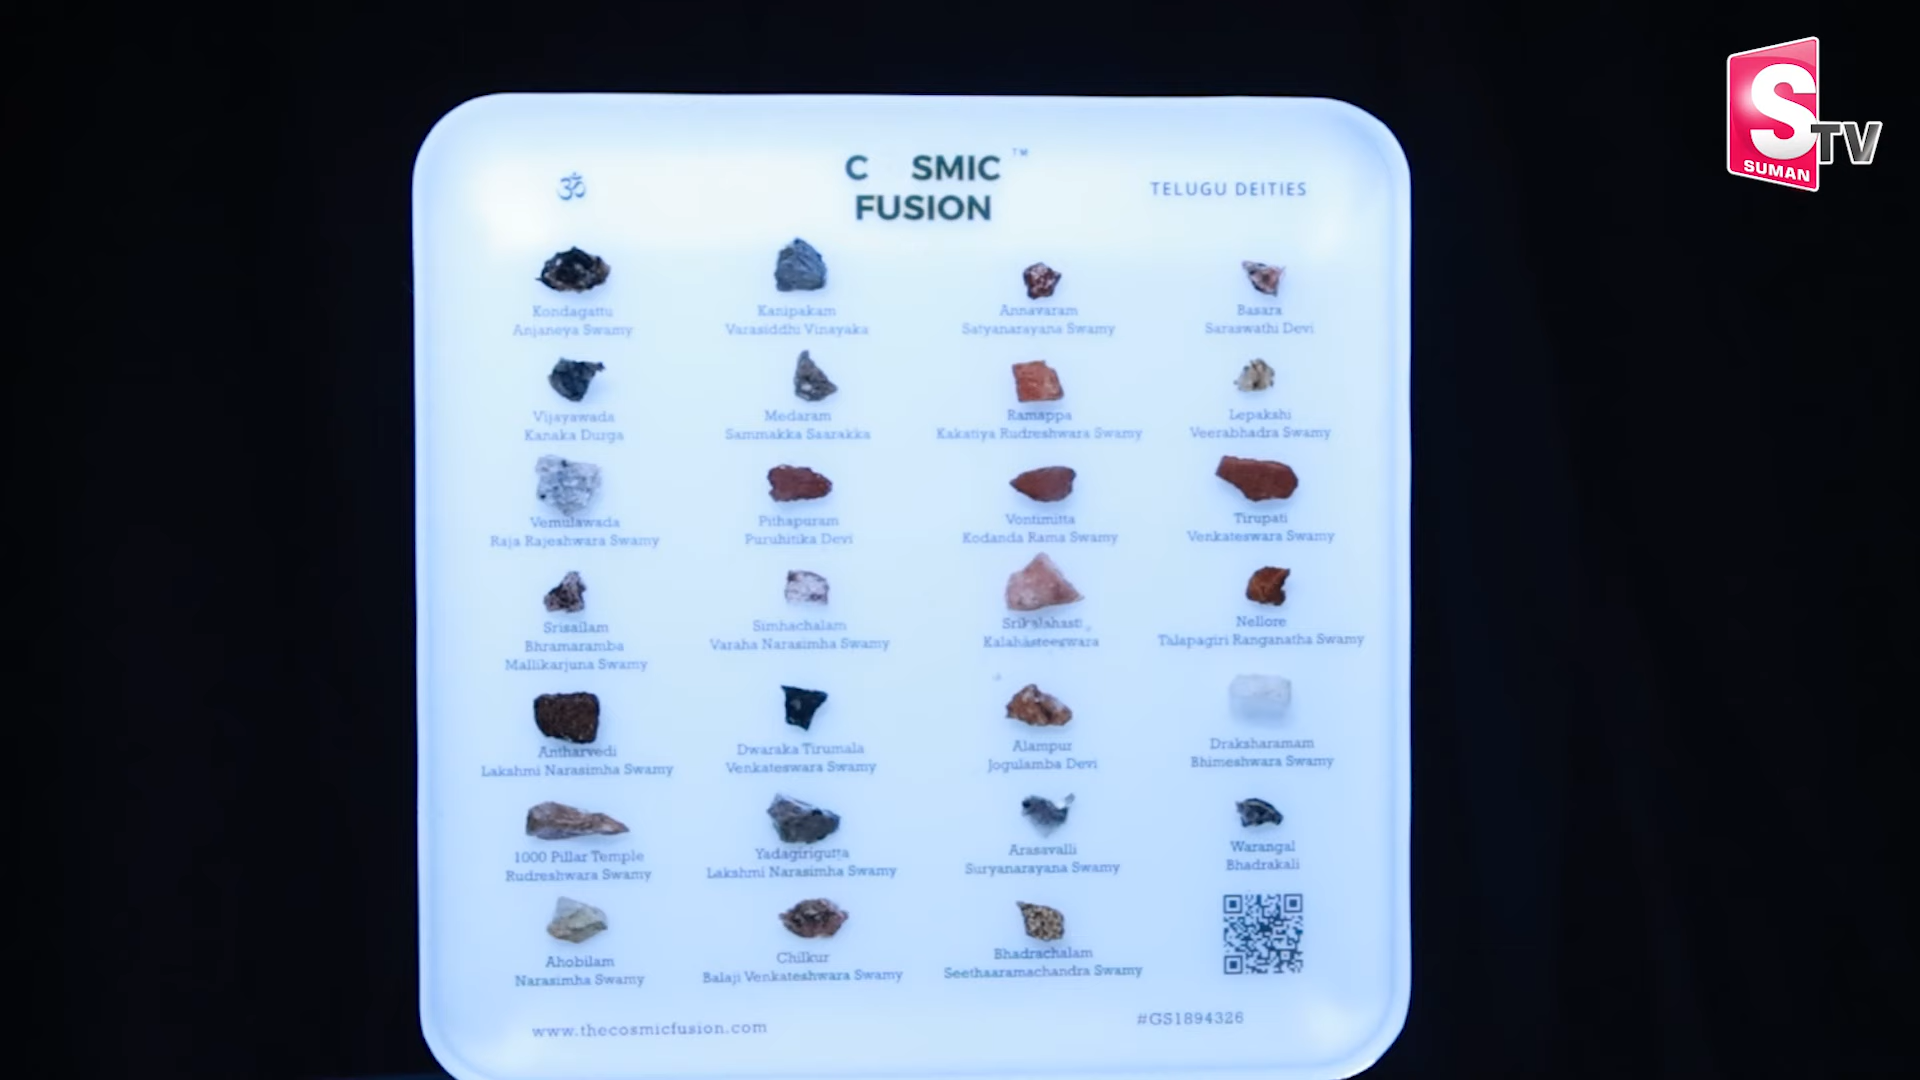 S
TV
SUMAN
ॐ
C SMIC ™
FUSION
TELUGU DEITIES
Kondagattu
Anjaneya Swamy
Kanipakam
Varasiddhi Vinayaka
Annavaram
Satyanarayana Swamy
Basara
Saraswathi Devi
Vijayawada
Kanaka Durga
Medaram
Sammakka Saarakka
Ramappa
Kakatiya Rudreshwara Swamy
Lepakshi
Veerabhadra Swamy
Vemulawada
Raja Rajeshwara Swamy
Pithapuram
Puruhitika Devi
Vontimitta
Kodanda Rama Swamy
Tirupati
Venkateswara Swamy
Srisailam
Bhramaramba
Mallikarjuna Swamy
Simhachalam
Varaha Narasimha Swamy
Srikalahasti
Kalahasteeswara
Nellore
Talapagiri Ranganatha Swamy
Antharvedi
Lakshmi Narasimha Swamy
Dwaraka Tirumala
Venkateswara Swamy
Alampur
Jogulamba Devi
Draksharamam
Bhimeshwara Swamy
1000 Pillar Temple
Rudreshwara Swamy
Yadagirigutta
Lakshmi Narasimha Swamy
Arasavalli
Suryanarayana Swamy
Warangal
Bhadrakali
Ahobilam
Narasimha Swamy
Chilkur
Balaji Venkateshwara Swamy
Bhadrachalam
Seethaaramachandra Swamy
www.thecosmicfusion.com
#GS1894326